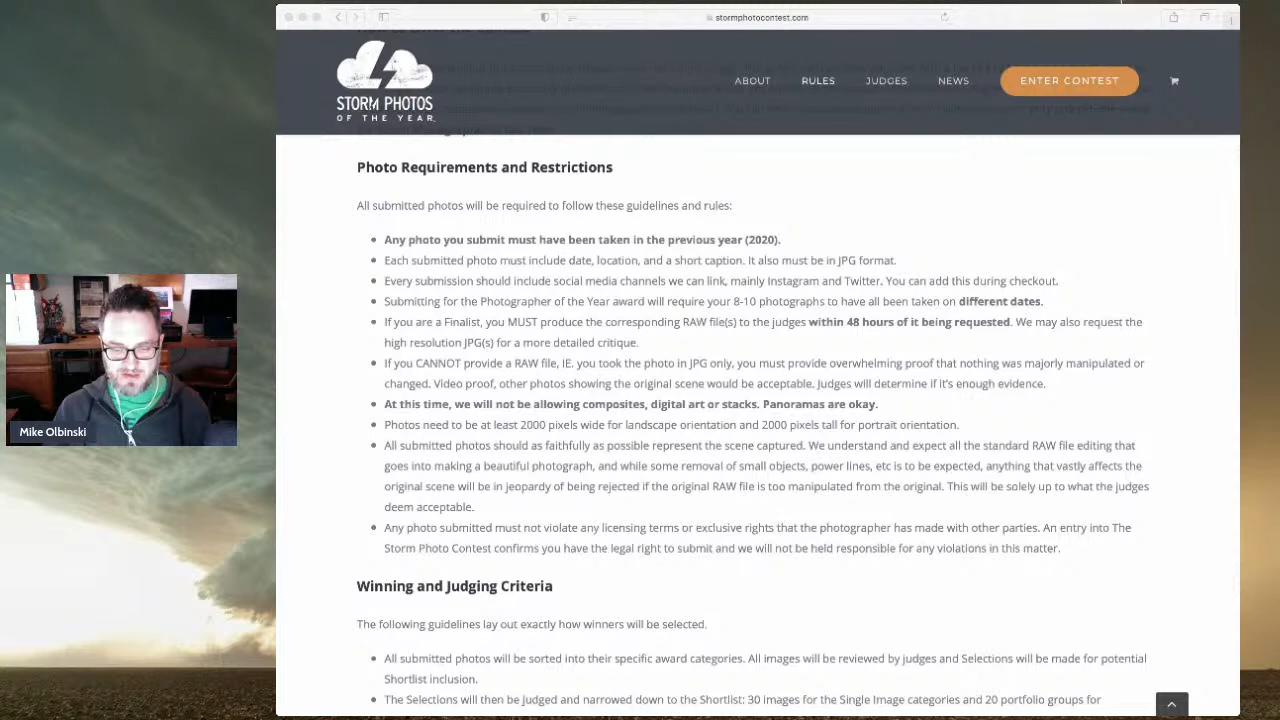 stormphotocontest.com
STORM PHOTOS
OF THE YEAR
ABOUT
RULES
JUDGES
NEWS
ENTER CONTEST
Photo Requirements and Restrictions
All submitted photos will be required to follow these guidelines and rules:
Any photo you submit must have been taken in the previous year (2020).
Each submitted photo must include date, location, and a short caption. It also must be in JPG format.
Every submission should include social media channels we can link, mainly Instagram and Twitter. You can add this during checkout.
Submitting for the Photographer of the Year award will require your 8-10 photographs to have all been taken on different dates.
If you are a Finalist, you MUST produce the corresponding RAW file(s) to the judges within 48 hours of it being requested. We may also request the
high resolution JPG(s) for a more detailed critique.
If you CANNOT provide a RAW file, IE. you took the photo in JPG only, you must provide overwhelming proof that nothing was majorly manipulated or
changed. Video proof, other photos showing the original scene would be acceptable. Judges will determine if it's enough evidence.
At this time, we will not be allowing composites, digital art or stacks. Panoramas are okay.
Photos need to be at least 2000 pixels wide for landscape orientation and 2000 pixels tall for portrait orientation.
All submitted photos should as faithfully as possible represent the scene captured. We understand and expect all the standard RAW file editing that
goes into making a beautiful photograph, and while some removal of small objects, power lines, etc is to be expected, anything that vastly affects the
original scene will be in jeopardy of being rejected if the original RAW file is too manipulated from the original. This will be solely up to what the judges
deem acceptable.
Any photo submitted must not violate any licensing terms or exclusive rights that the photographer has made with other parties. An entry into The
Storm Photo Contest confirms you have the legal right to submit and we will not be held responsible for any violations in this matter.
Mike Olbinski
Winning and Judging Criteria
The following guidelines lay out exactly how winners will be selected.
All submitted photos will be sorted into their specific award categories. All images will be reviewed by judges and Selections will be made for potential
Shortlist inclusion.
The Selections will then be judged and narrowed down to the Shortlist: 30 images for the Single Image categories and 20 portfolio groups for